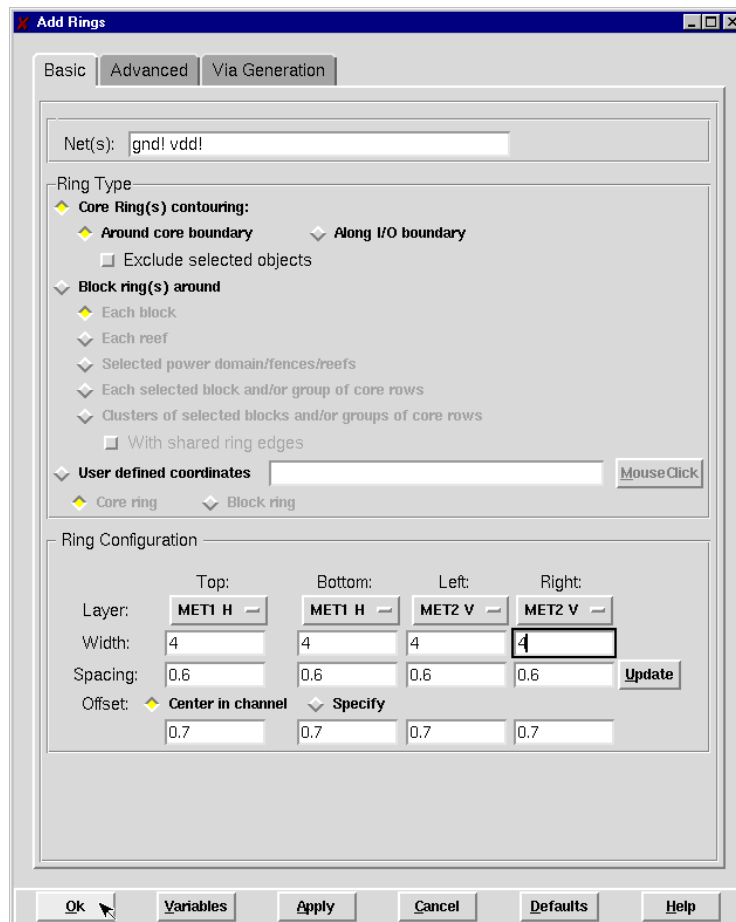 Add Rings
Basic Advanced Via Generation
Net(s): gnd! vdd!
Ring Type
Core Ring(s) contouring:
Around core boundary Along I/O boundary
Exclude selected objects
Block ring(s) around
Each block
Each reef
Selected power domain/fences/reefs
Each selected block and/or group of core rows
Clusters of selected blocks and/or groups of core rows
With shared ring edges
User defined coordinates MouseClick
Core ring Block ring
Ring Configuration
Top: Bottom: Left: Right:
Layer: MET1 H MET1 H MET2 V MET2 V
Width: 4 4 4 4
Spacing: 0.6 0.6 0.6 0.6 Update
Offset: Center in channel Specify
0.7 0.7 0.7 0.7
Ok Variables Apply Cancel Defaults Help